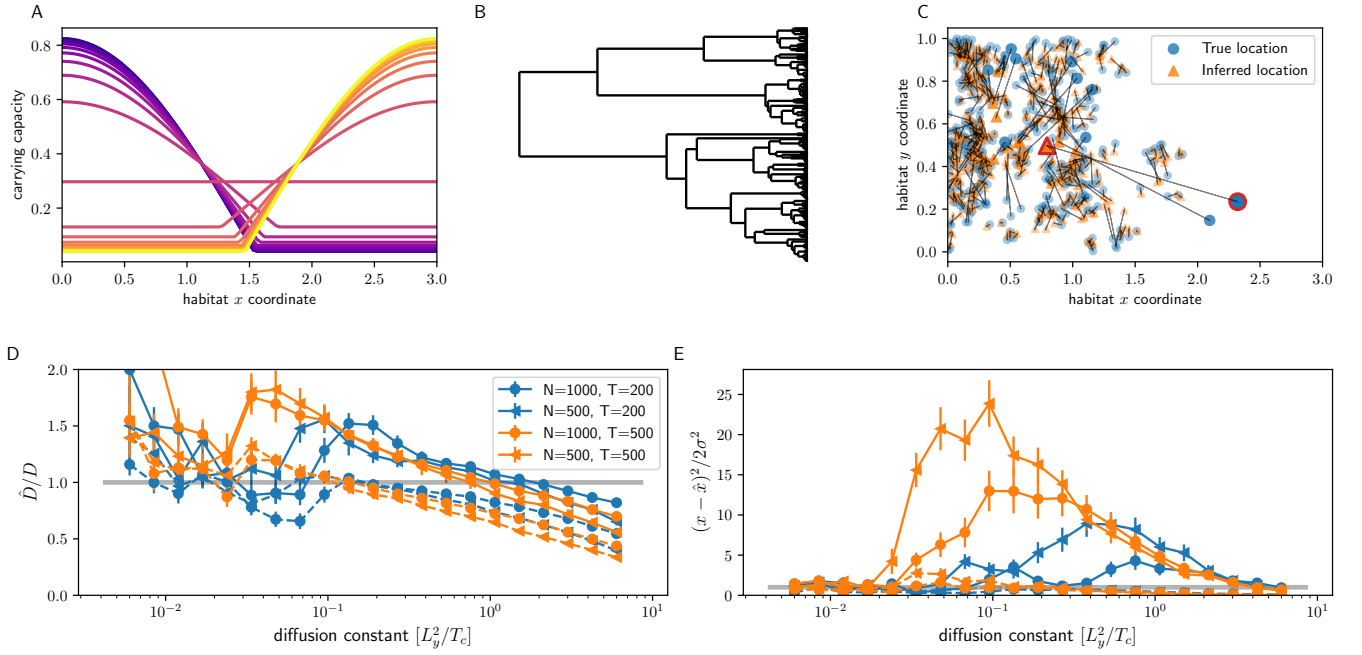 A
B
C
0.8
0.6
0.4
0.2
carrying capacity
0.0 0.5 1.0 1.5 2.0 2.5 3.0
habitat x coordinate
1.0
0.8
0.6
0.4
0.2
0.0
habitat y coordinate
True location
Inferred location
0.0 0.5 1.0 1.5 2.0 2.5 3.0
habitat x coordinate
D
E
2.0
1.5
1.0
0.5
0.0
D̂/D
N=1000, T=200
N=500, T=200
N=1000, T=500
N=500, T=500
10⁻² 10⁻¹ 10⁰ 10¹
diffusion constant [L_y²/T_c]
25
20
15
10
5
0
(x − x̂)²/2σ²
10⁻² 10⁻¹ 10⁰ 10¹
diffusion constant [L_y²/T_c]